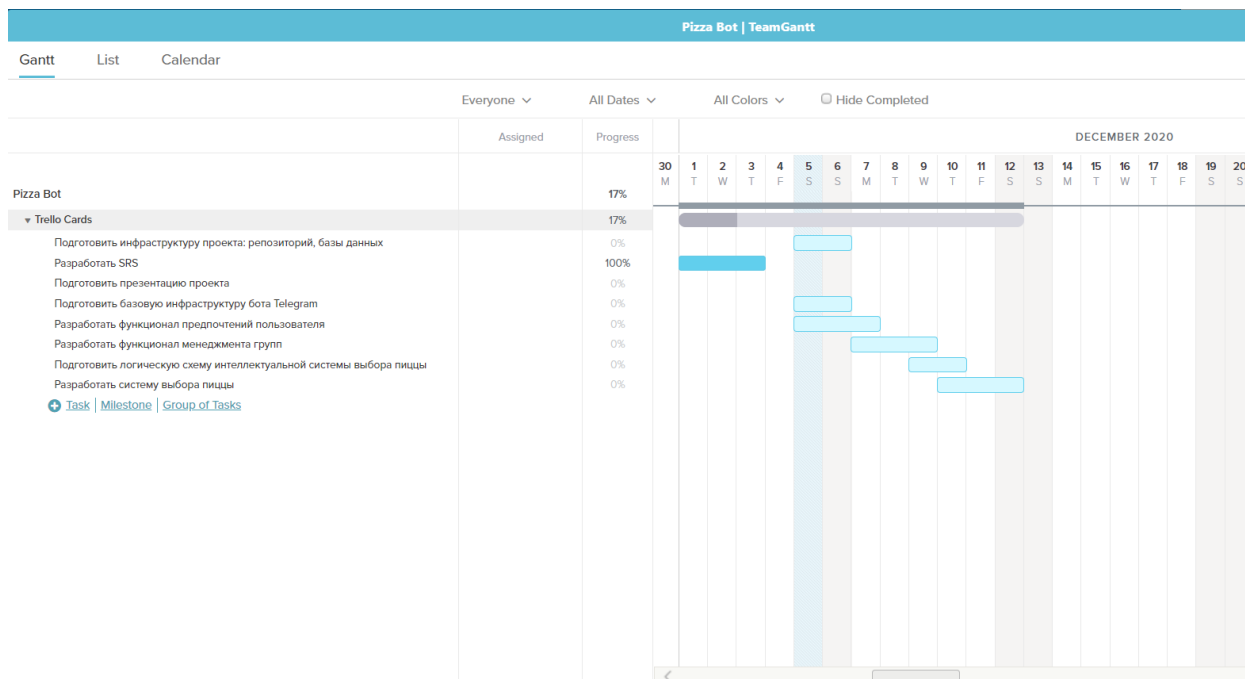 Pizza Bot | TeamGantt
Gantt List Calendar
Everyone All Dates All Colors Hide Completed
Assigned Progress DECEMBER 2020
30 1 2 3 4 5 6 7 8 9 10 11 12 13 14 15 16 17 18 19 20
M T W T F S S M T W T F S S M T W T F S S
Pizza Bot 17%
Trello Cards 17%
Подготовить инфраструктуру проекта: репозиторий, базы данных 0%
Разработать SRS 100%
Подготовить презентацию проекта 0%
Подготовить базовую инфраструктуру бота Telegram 0%
Разработать функционал предпочтений пользователя 0%
Разработать функционал менеджмента групп 0%
Подготовить логическую схему интеллектуальной системы выбора пиццы 0%
Разработать систему выбора пиццы 0%
Task | Milestone | Group of Tasks